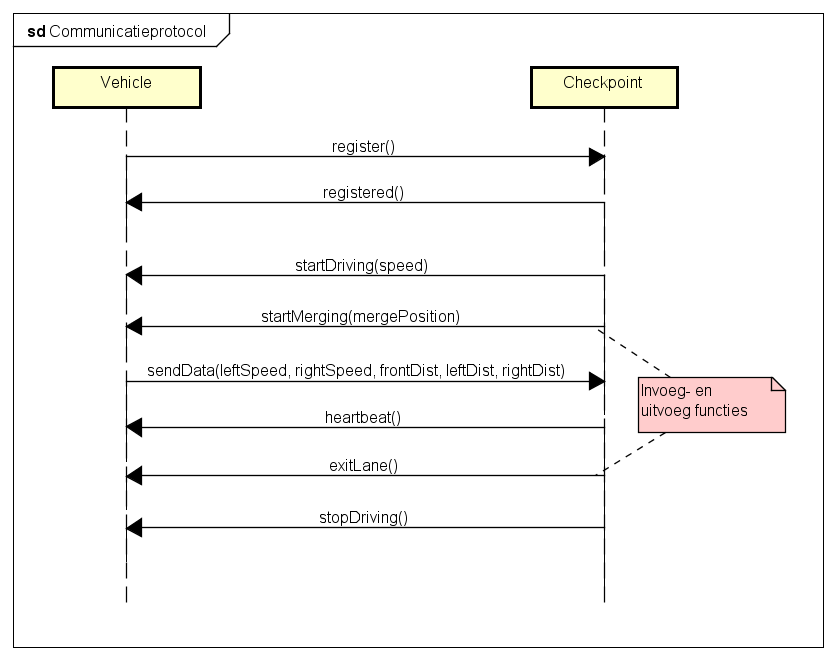 sd Communicatieprotocol
Vehicle
Checkpoint
register()
registered()
startDriving(speed)
startMerging(mergePosition)
sendData(leftSpeed, rightSpeed, frontDist, leftDist, rightDist)
Invoeg- en
uitvoeg functies
heartbeat()
exitLane()
stopDriving()